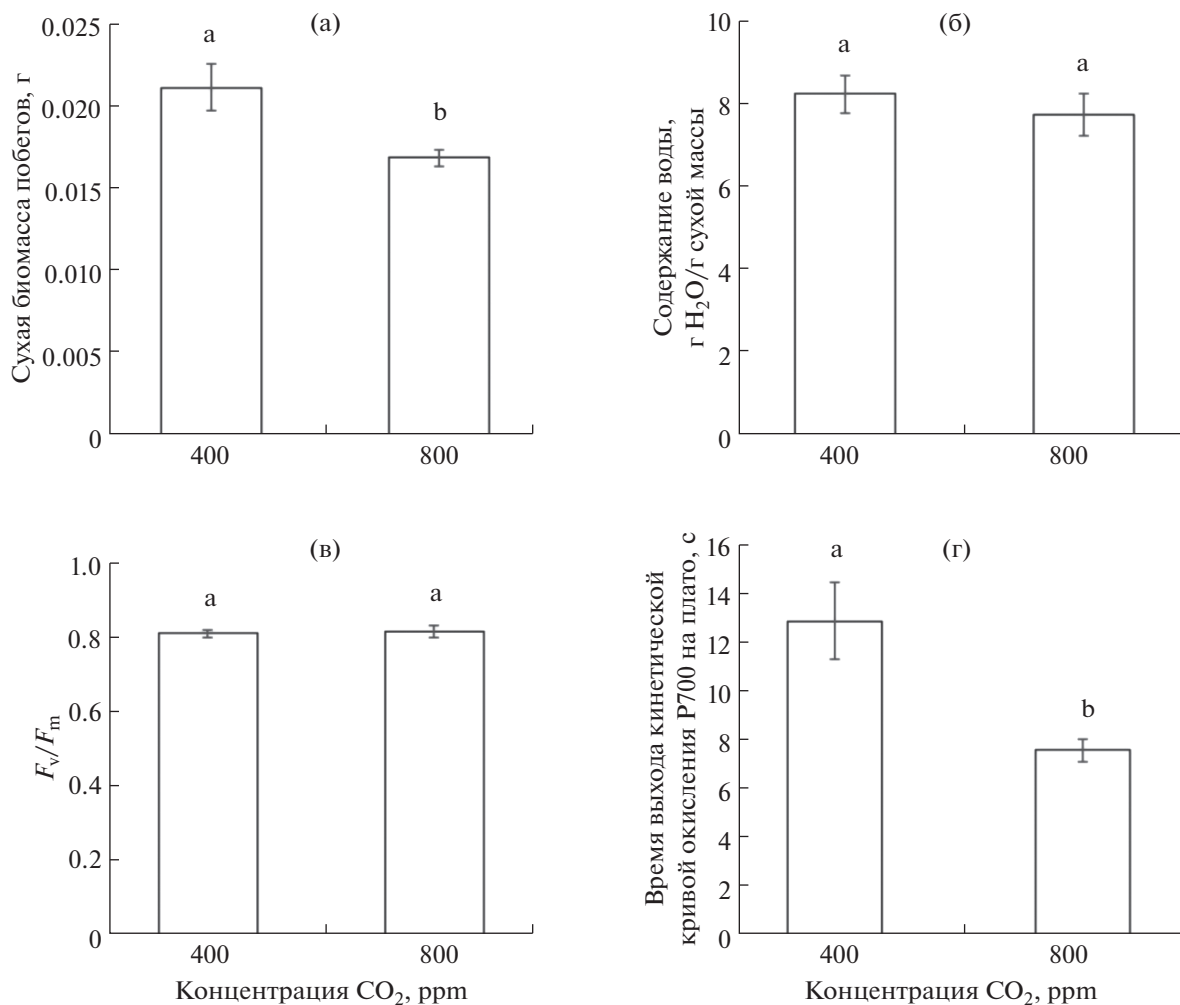 (а)
Сухая биомасса побегов, г
0.025
0.020
0.015
0.010
0.005
0
a
b
400
800
(б)
Содержание воды,
г H₂O/г сухой массы
10
8
6
4
2
0
a
a
400
800
(в)
Fᵥ/Fₘ
1.0
0.8
0.6
0.4
0.2
0
a
a
400
800
Концентрация CO₂, ppm
(г)
Время выхода кинетической
кривой окисления P700 на плато, с
16
14
12
10
8
6
4
2
0
a
b
400
800
Концентрация CO₂, ppm